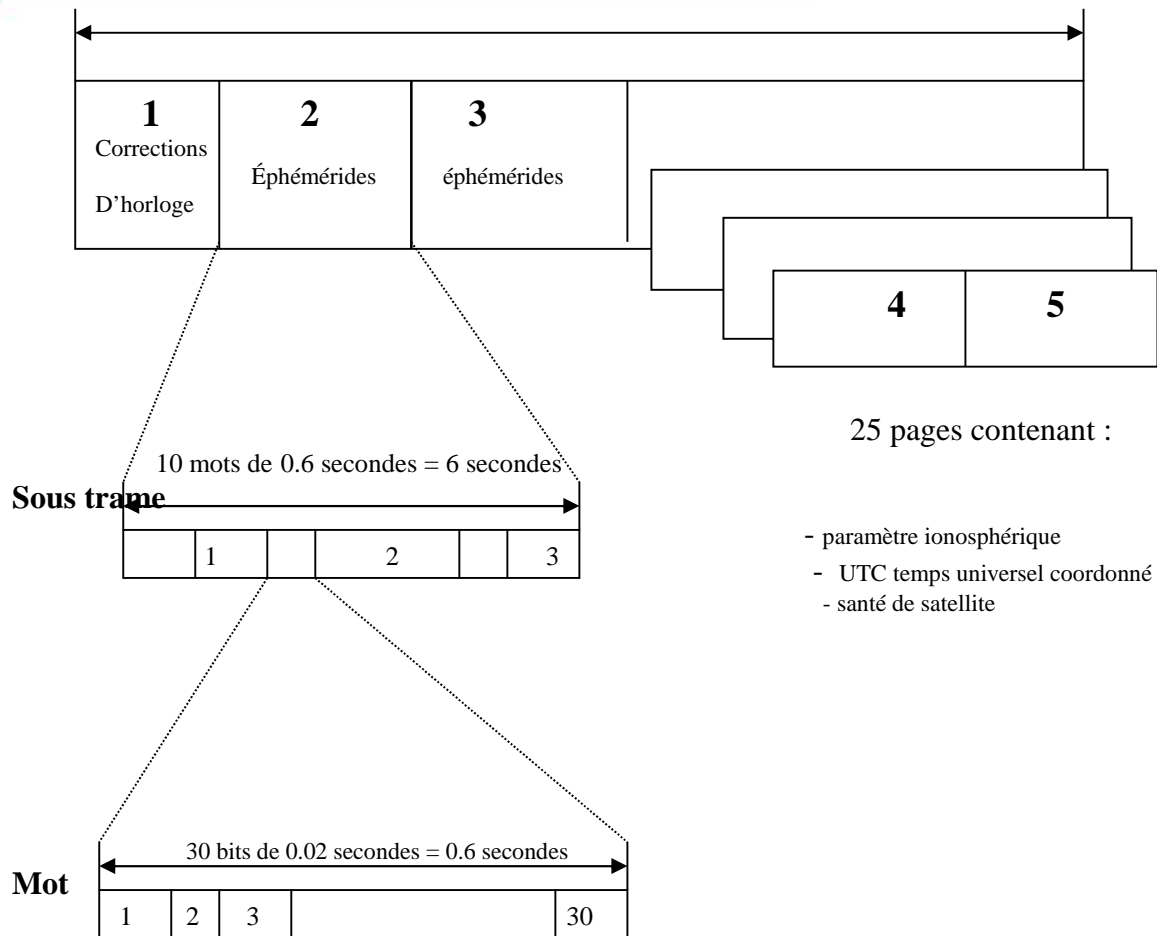 1
2
3
Corrections
D'horloge
Éphémérides
éphémérides
4
5
25 pages contenant :
10 mots de 0.6 secondes = 6 secondes
Sous trame
1
2
3
- paramètre ionosphérique
- UTC temps universel coordonné
- santé de satellite
30 bits de 0.02 secondes = 0.6 secondes
Mot
1
2
3
30